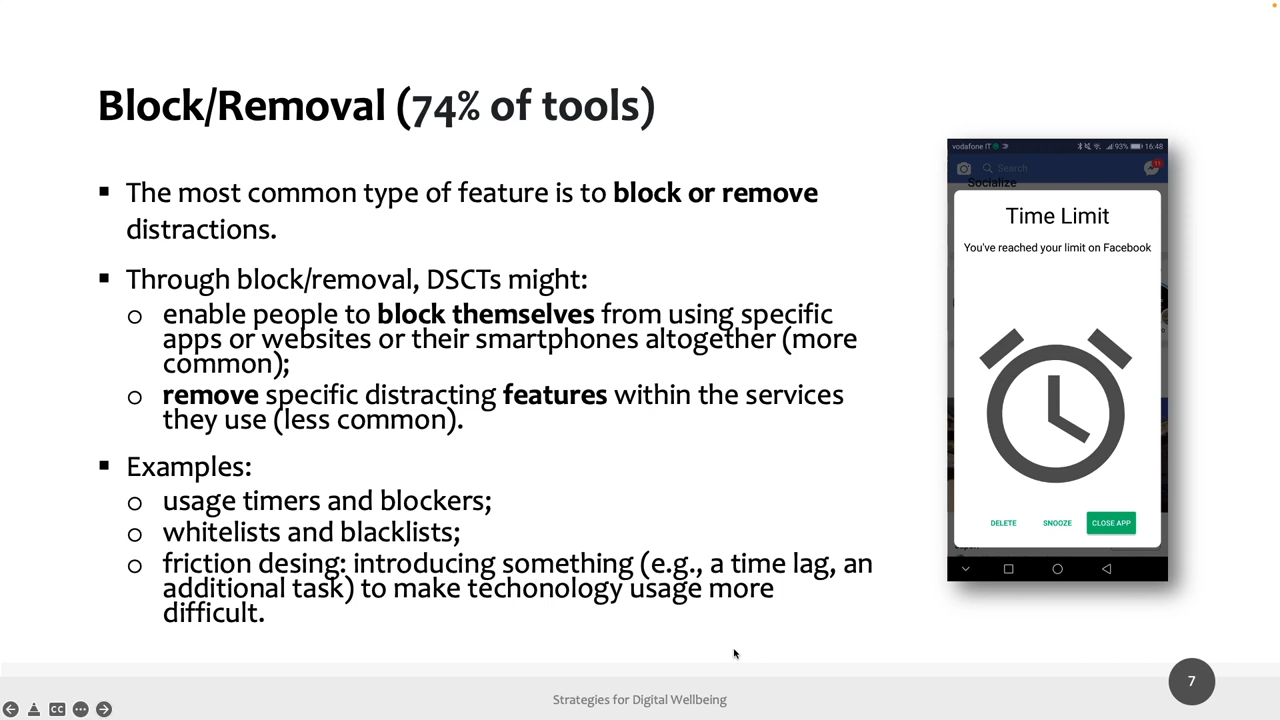 Block/Removal (74% of tools)
▪ The most common type of feature is to block or remove
distractions.
▪ Through block/removal, DSCTs might:
o enable people to block themselves from using specific
apps or websites or their smartphones altogether (more
common);
o remove specific distracting features within the services
they use (less common).
▪ Examples:
o usage timers and blockers;
o whitelists and blacklists;
o friction desing: introducing something (e.g., a time lag, an
additional task) to make techonology usage more
difficult.
vodafone IT 93% 16:48
Search 11
Socialize
Time Limit
You've reached your limit on Facebook
DELETE SNOOZE CLOSE APP
Strategies for Digital Wellbeing
7
CC